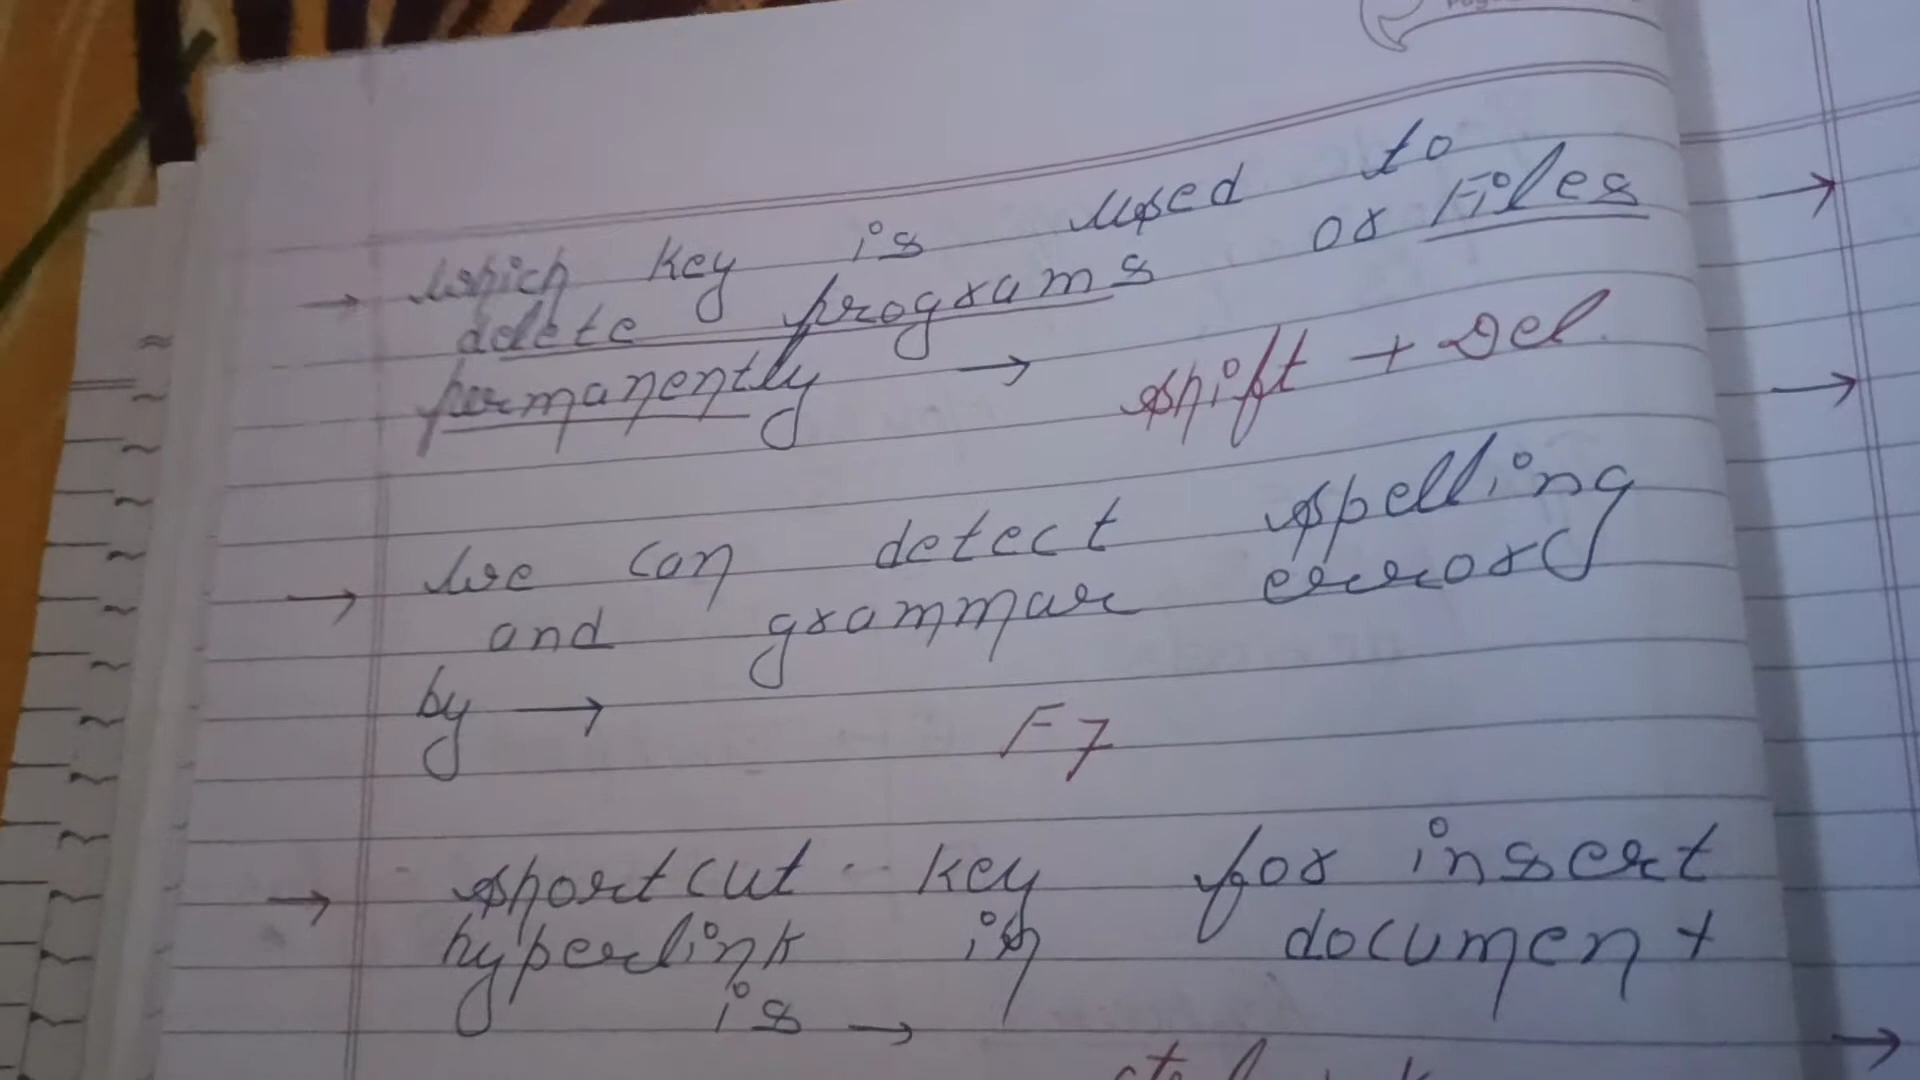 → which key is used to
delete programs or Files
permanently → shift + Del.
→ we can detect spelling
and grammar errors
by → F7
→ shortcut key for insert
hyperlink in document
is →